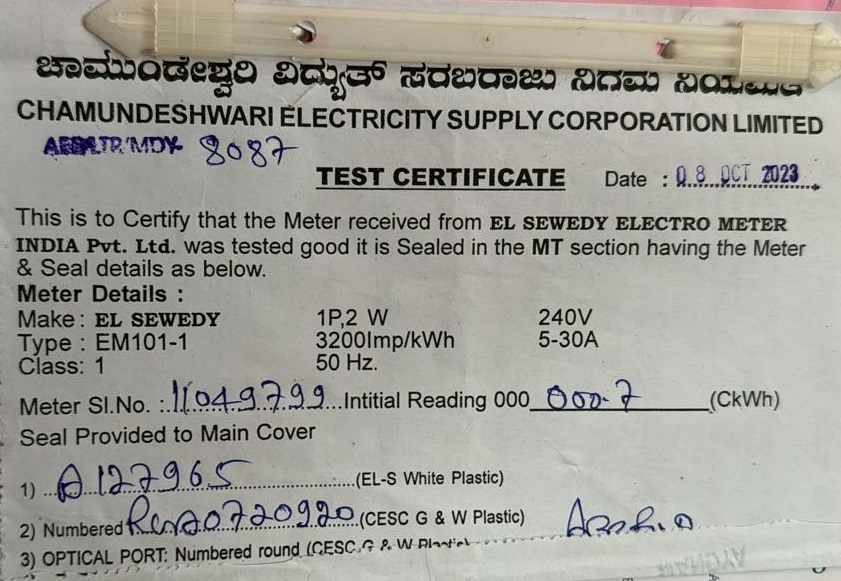 ಚಾಮುಂಡೇಶ್ವರಿ ವಿದ್ಯುತ್ ಸರಬರಾಜು ನಿಗಮ ನಿಯಮಿತ
CHAMUNDESHWARI ELECTRICITY SUPPLY CORPORATION LIMITED
8087
TEST CERTIFICATE Date : 08 OCT 2023
This is to Certify that the Meter received from EL SEWEDY ELECTRO METER
INDIA Pvt. Ltd. was tested good it is Sealed in the MT section having the Meter
& Seal details as below.
Meter Details :
Make : EL SEWEDY 1P,2 W 240V
Type : EM101-1 3200Imp/kWh 5-30A
Class: 1 50 Hz.
Meter Sl.No. : 11049799 Intitial Reading 000 000.7 (CkWh)
Seal Provided to Main Cover
1) A127965 (EL-S White Plastic)
2) Numbered 0720920 (CESC G & W Plastic)
3) OPTICAL PORT: Numbered round (CESC G & W Plastic)